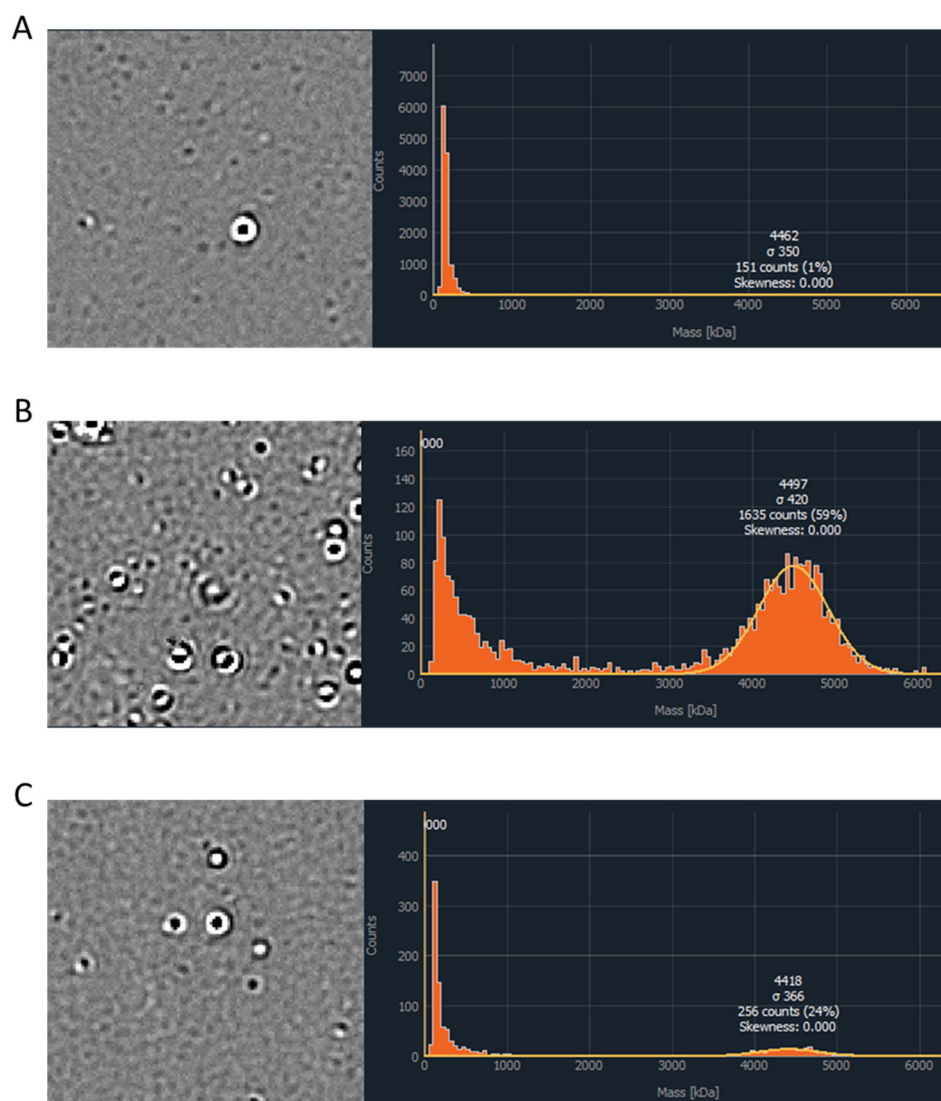 A
Counts
7000
6000
5000
4000
3000
2000
1000
0
4462
σ 350
151 counts (1%)
Skewness: 0.000
0
1000
2000
3000
4000
5000
6000
Mass [kDa]
B
Counts
160
140
120
100
80
60
40
20
0
000
4497
σ 420
1635 counts (59%)
Skewness: 0.000
0
1000
2000
3000
4000
5000
6000
Mass [kDa]
C
Counts
400
300
200
100
0
000
4418
σ 366
256 counts (24%)
Skewness: 0.000
0
1000
2000
3000
4000
5000
6000
Mass [kDa]